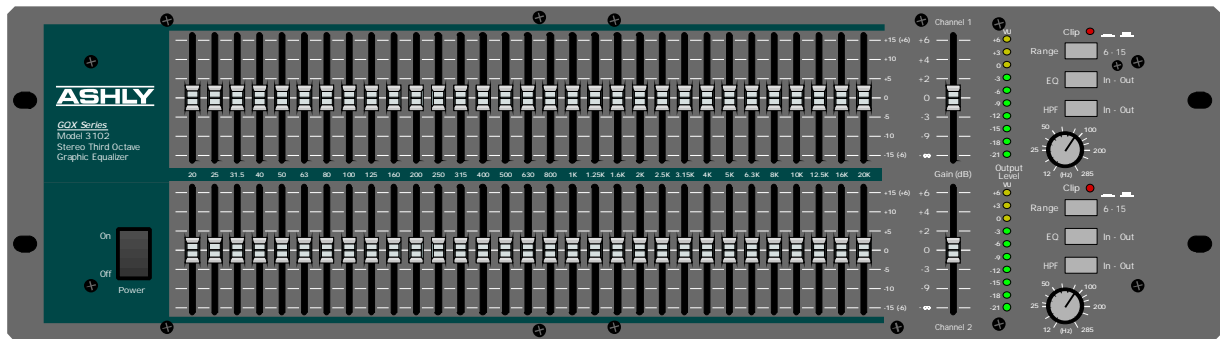 Channel 1
VU
Clip
ASHLY
GQX Series
Model 3102
Stereo Third Octave
Graphic Equalizer
+15 (+6)
+10
+5
0
-5
-10
-15 (-6)
+6
+4
+2
0
-3
-9
-∞
+6
+3
0
-3
-6
-9
-12
-15
-18
-21
Range 6 - 15
EQ In - Out
HPF In - Out
50 100
25 200
12 (Hz) 285
20 25 31.5 40 50 63 80 100 125 160 200 250 315 400 500 630 800 1K 1.25K 1.6K 2K 2.5K 3.15K 4K 5K 6.3K 8K 10K 12.5K 16K 20K
Gain (dB)
Output
Level
VU
Clip
+15 (+6)
+10
+5
0
-5
-10
-15 (-6)
+6
+4
+2
0
-3
-9
-∞
+6
+3
0
-3
-6
-9
-12
-15
-18
-21
Range 6 - 15
EQ In - Out
HPF In - Out
50 100
25 200
12 (Hz) 285
On
Off
Power
Channel 2